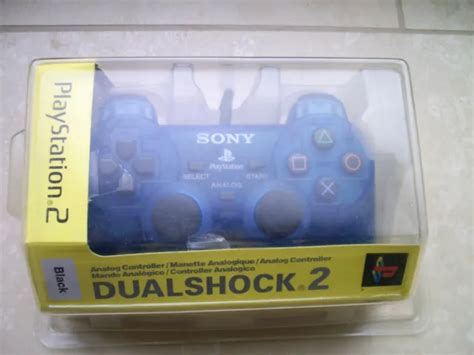 PlayStation®2
SONY
PlayStation
SELECT
START
ANALOG
Analog Controller / Manette Analogique / Analog Controller
Mando Analógico / Controller Analogico
Black
DUALSHOCK®2